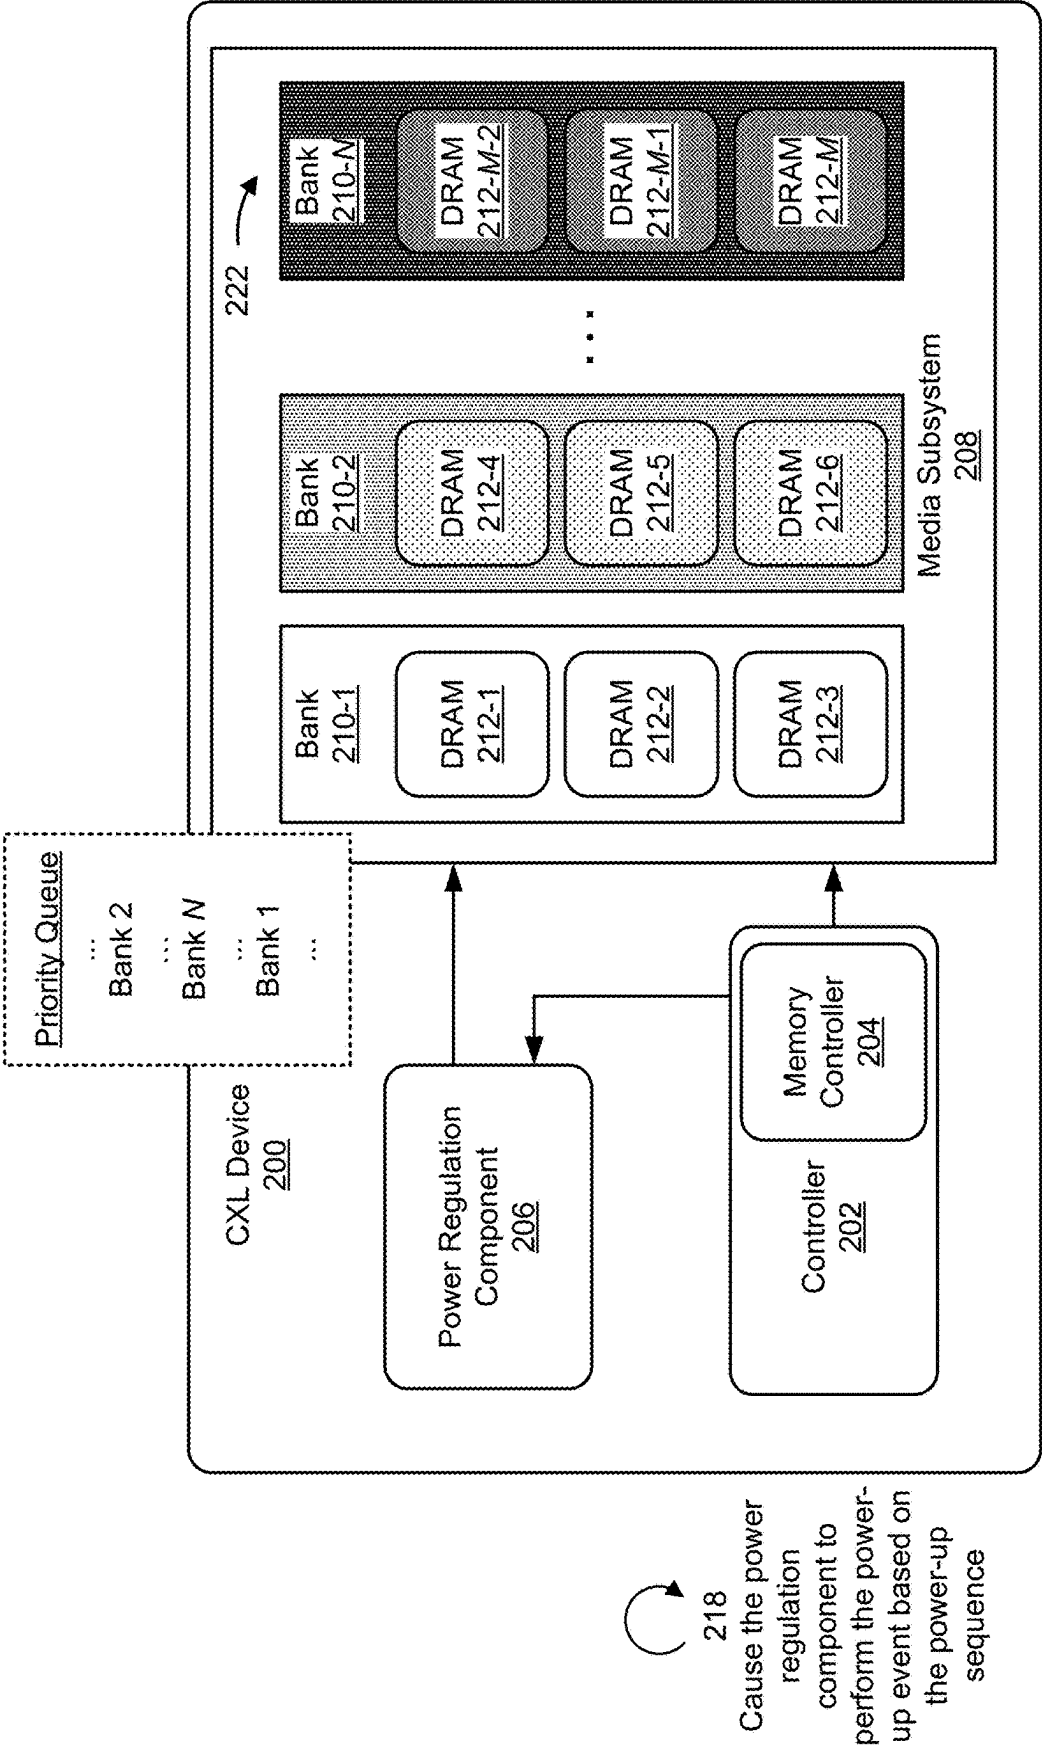 Priority Queue
...
Bank 2
...
Bank N
...
Bank 1
...
CXL Device
200
222
Power Regulation
Component
206
Controller
202
Memory
Controller
204
Bank
210-1
DRAM
212-1
DRAM
212-2
DRAM
212-3
Bank
210-2
DRAM
212-4
DRAM
212-5
DRAM
212-6
...
Bank
210-N
DRAM
212-M-2
DRAM
212-M-1
DRAM
212-M
Media Subsystem
208
218
Cause the power
regulation
component to
perform the power-
up event based on
the power-up
sequence